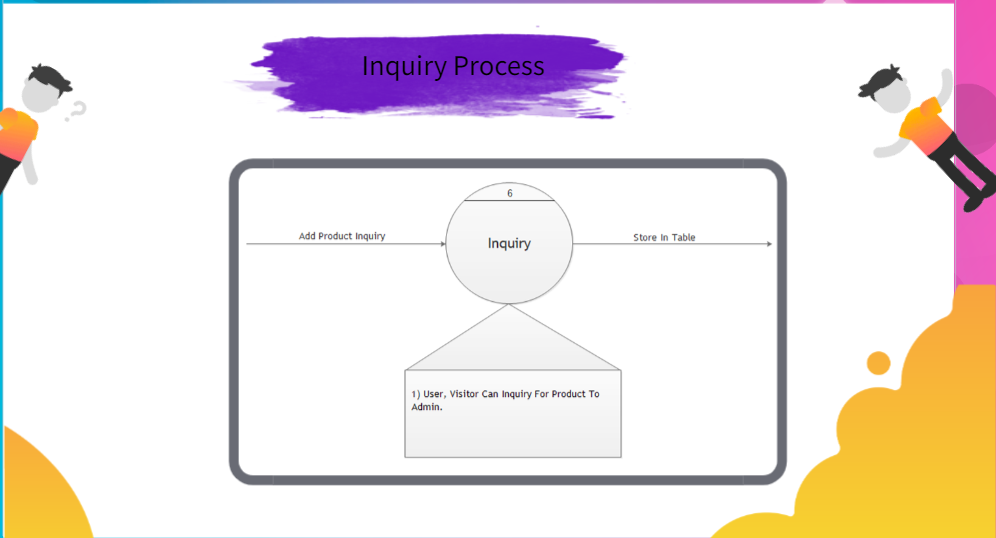 Inquiry Process
6
Add Product Inquiry
Inquiry
Store In Table
1) User, Visitor Can Inquiry For Product To
Admin.